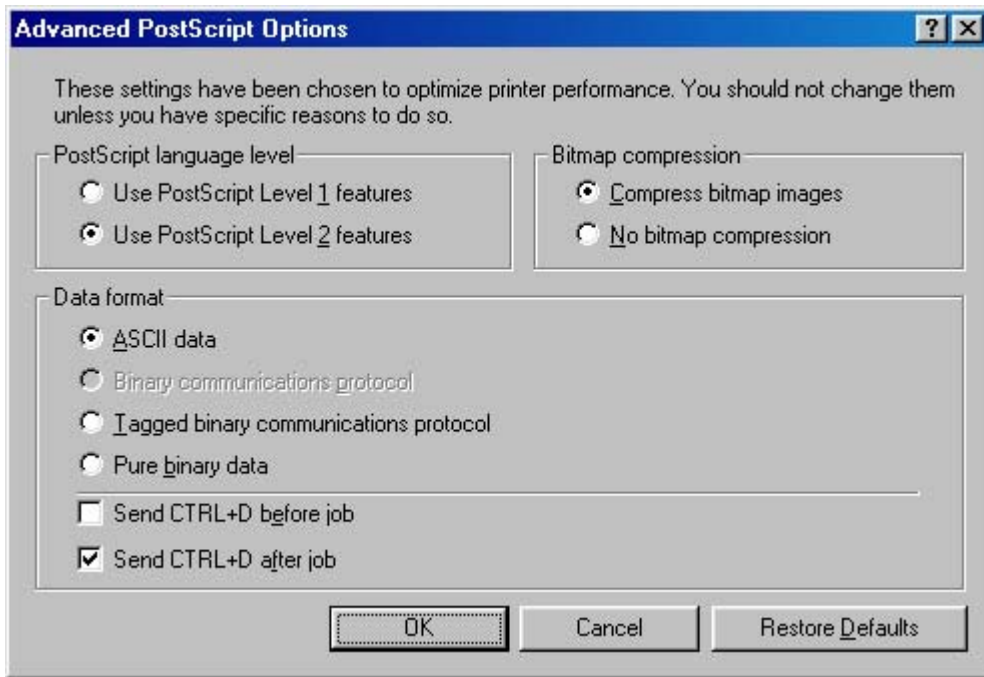 Advanced PostScript Options
These settings have been chosen to optimize printer performance. You should not change them
unless you have specific reasons to do so.
PostScript language level
Use PostScript Level 1 features
Use PostScript Level 2 features
Bitmap compression
Compress bitmap images
No bitmap compression
Data format
ASCII data
Binary communications protocol
Tagged binary communications protocol
Pure binary data
Send CTRL+D before job
Send CTRL+D after job
OK
Cancel
Restore Defaults